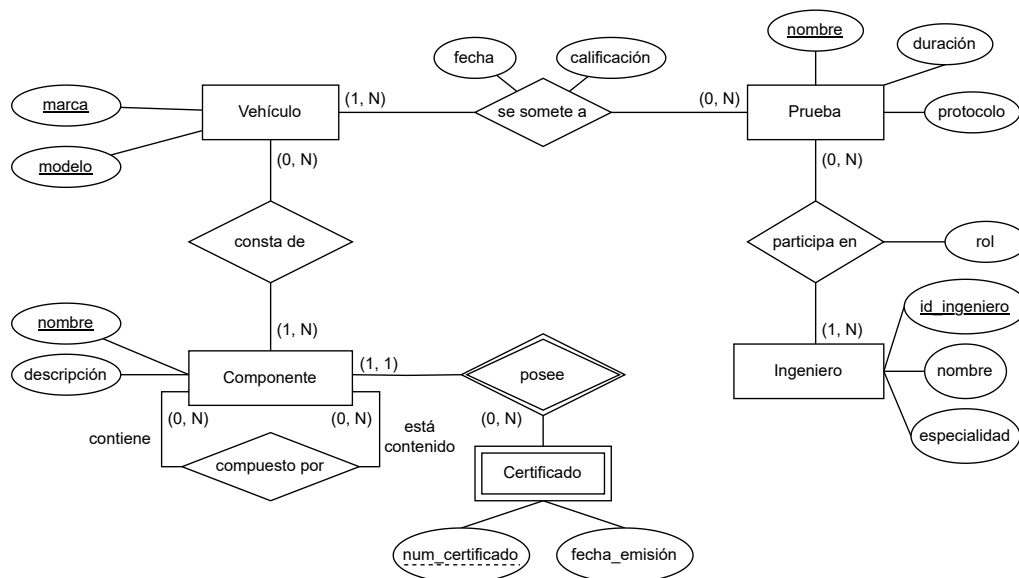 nombre
duración
fecha
calificación
marca
Vehículo
(1, N)
se somete a
(0, N)
Prueba
protocolo
modelo
(0, N)
(0, N)
consta de
participa en
rol
id_ingeniero
nombre
(1, N)
(1, N)
descripción
Componente
(1, 1)
posee
Ingeniero
nombre
(0, N)
(0, N)
(0, N)
contiene
está
contenido
especialidad
compuesto por
Certificado
num_certificado
fecha_emisión